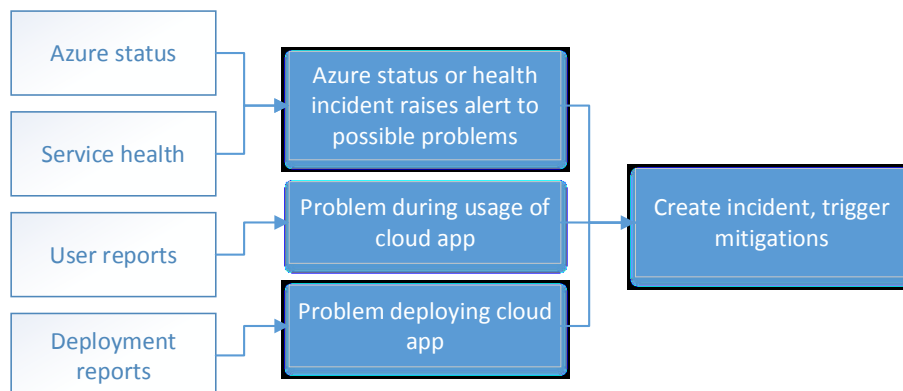 Azure status
Service health
User reports
Deployment
reports
Azure status or health
incident raises alert to
possible problems
Problem during usage of
cloud app
Problem deploying cloud
app
Create incident, trigger
mitigations